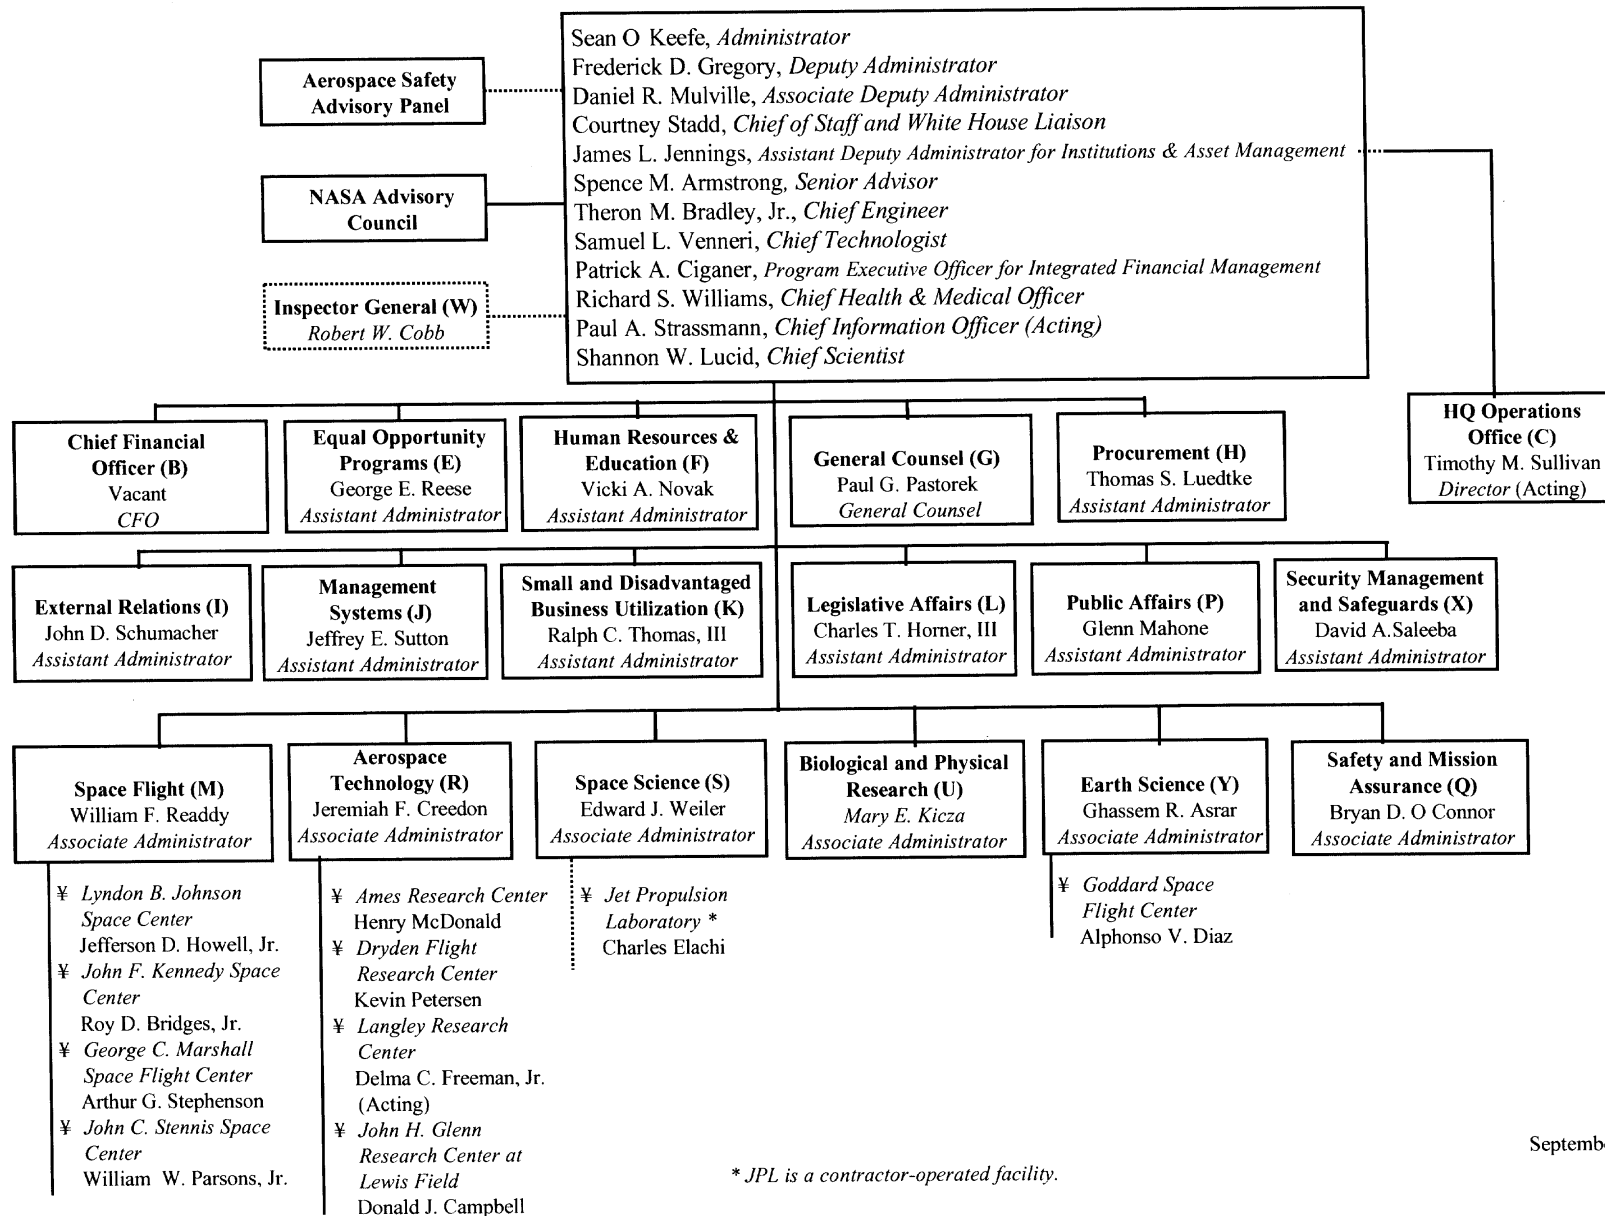 Sean O Keefe, Administrator
Frederick D. Gregory, Deputy Administrator
Daniel R. Mulville, Associate Deputy Administrator
Courtney Stadd, Chief of Staff and White House Liaison
James L. Jennings, Assistant Deputy Administrator for Institutions & Asset Management
Spence M. Armstrong, Senior Advisor
Theron M. Bradley, Jr., Chief Engineer
Samuel L. Venneri, Chief Technologist
Patrick A. Ciganer, Program Executive Officer for Integrated Financial Management
Richard S. Williams, Chief Health & Medical Officer
Paul A. Strassmann, Chief Information Officer (Acting)
Shannon W. Lucid, Chief Scientist
Aerospace Safety
Advisory Panel
NASA Advisory
Council
Inspector General (W)
Robert W. Cobb
HQ Operations
Office (C)
Timothy M. Sullivan
Director (Acting)
Chief Financial
Officer (B)
Vacant
CFO
Equal Opportunity
Programs (E)
George E. Reese
Assistant Administrator
Human Resources &
Education (F)
Vicki A. Novak
Assistant Administrator
General Counsel (G)
Paul G. Pastorek
General Counsel
Procurement (H)
Thomas S. Luedtke
Assistant Administrator
External Relations (I)
John D. Schumacher
Assistant Administrator
Management
Systems (J)
Jeffrey E. Sutton
Assistant Administrator
Small and Disadvantaged
Business Utilization (K)
Ralph C. Thomas, III
Assistant Administrator
Legislative Affairs (L)
Charles T. Horner, III
Assistant Administrator
Public Affairs (P)
Glenn Mahone
Assistant Administrator
Security Management
and Safeguards (X)
David A.Saleeba
Assistant Administrator
Space Flight (M)
William F. Readdy
Associate Administrator
¥ Lyndon B. Johnson
Space Center
Jefferson D. Howell, Jr.
¥ John F. Kennedy Space
Center
Roy D. Bridges, Jr.
¥ George C. Marshall
Space Flight Center
Arthur G. Stephenson
¥ John C. Stennis Space
Center
William W. Parsons, Jr.
Aerospace
Technology (R)
Jeremiah F. Creedon
Associate Administrator
¥ Ames Research Center
Henry McDonald
¥ Dryden Flight
Research Center
Kevin Petersen
¥ Langley Research
Center
Delma C. Freeman, Jr.
(Acting)
¥ John H. Glenn
Research Center at
Lewis Field
Donald J. Campbell
Space Science (S)
Edward J. Weiler
Associate Administrator
¥ Jet Propulsion
Laboratory *
Charles Elachi
Biological and Physical
Research (U)
Mary E. Kicza
Associate Administrator
Earth Science (Y)
Ghassem R. Asrar
Associate Administrator
¥ Goddard Space
Flight Center
Alphonso V. Diaz
Safety and Mission
Assurance (Q)
Bryan D. O Connor
Associate Administrator
* JPL is a contractor-operated facility.